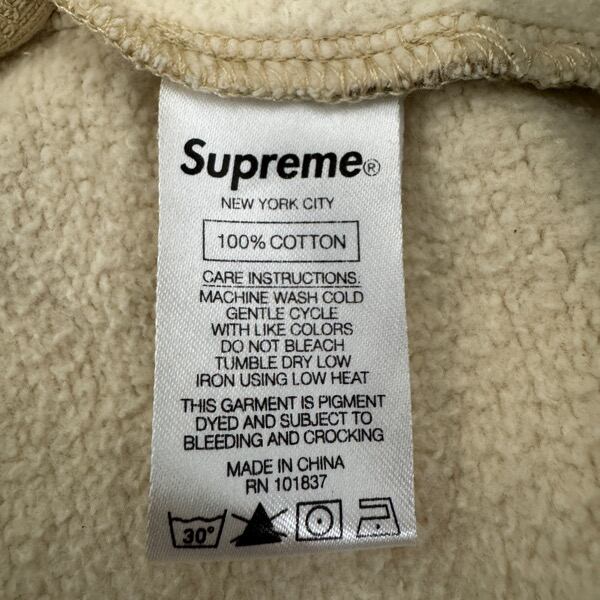 Supreme®
NEW YORK CITY
100% COTTON
CARE INSTRUCTIONS
MACHINE WASH COLD
GENTLE CYCLE
WITH LIKE COLORS
DO NOT BLEACH
TUMBLE DRY LOW
IRON USING LOW HEAT
THIS GARMENT IS PIGMENT
DYED AND SUBJECT TO
BLEEDING AND CROCKING
MADE IN CHINA
RN 101837
30°